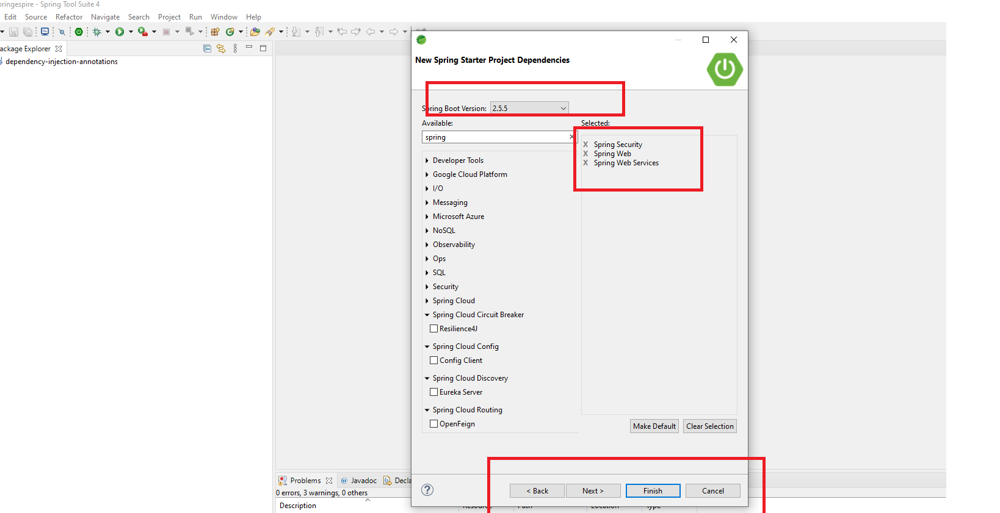 ringespire - Spring Tool Suite 4
Edit Source Refactor Navigate Search Project Run Window Help
ackage Explorer
dependency-injection-annotations
New Spring Starter Project Dependencies
Spring Boot Version: 2.5.5
Available: Selected:
spring
X Spring Security
X Spring Web
X Spring Web Services
Developer Tools
Google Cloud Platform
I/O
Messaging
Microsoft Azure
NoSQL
Observability
Ops
SQL
Security
Spring Cloud
Spring Cloud Circuit Breaker
Resilience4J
Spring Cloud Config
Config Client
Spring Cloud Discovery
Eureka Server
Spring Cloud Routing
OpenFeign
Make Default Clear Selection
Problems @ Javadoc Decla
0 errors, 3 warnings, 0 others
Description Resource Path Location Type
? < Back Next > Finish Cancel